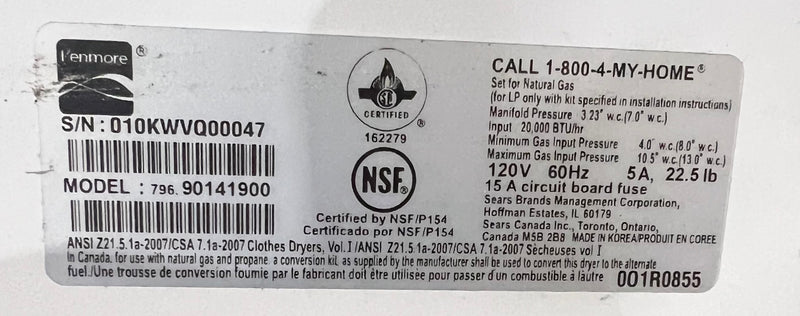 Kenmore ®
S/N : 010KWVQ00047
MODEL : 796. 90141900
CERTIFIED ®
162279
NSF®
Certified by NSF/P154
Certificado por NSF/P154
CALL 1-800-4-MY-HOME®
Set for Natural Gas
(for LP only with kit specified in installation instructions)
Manifold Pressure 3.23" w.c.(7.0" w.c.)
Input 20,000 BTU/hr
Minimum Gas Input Pressure 4.0" w.c.(8.0" w.c.)
Maximum Gas Input Pressure 10.5" w.c.(13.0" w.c.)
120V 60Hz 5A, 22.5 lb
15 A circuit board fuse
Sears Brands Management Corporation,
Hoffman Estates, IL 60179
Sears Canada Inc., Toronto, Ontario,
Canada M5B 2B8 MADE IN KOREA/PRODUIT EN COREE
ANSI Z21.5.1a-2007/CSA 7.1a-2007 Clothes Dryers, Vol.I /ANSI Z21.5.1a-2007/CSA 7.1a-2007 Sècheuses vol I
In Canada, for use with natural gas and propane, a conversion kit, as supplied by the manufacturer shall be used to convert this dryer to the alternate
fuel./Une trousse de conversion fournie par le fabricant doit être utilisée pour passer d'un combustible à làutre 001R0855